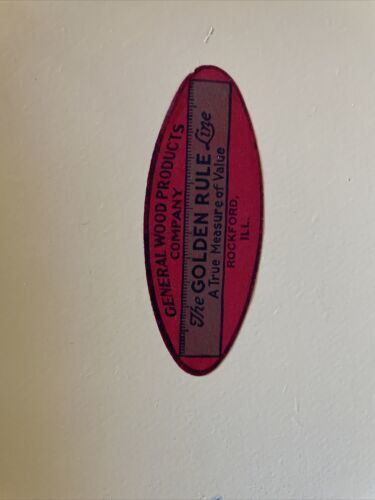 GENERAL WOOD PRODUCTS
COMPANY
The GOLDEN RULE Line
A True Measure of Value
ROCKFORD,
ILL.